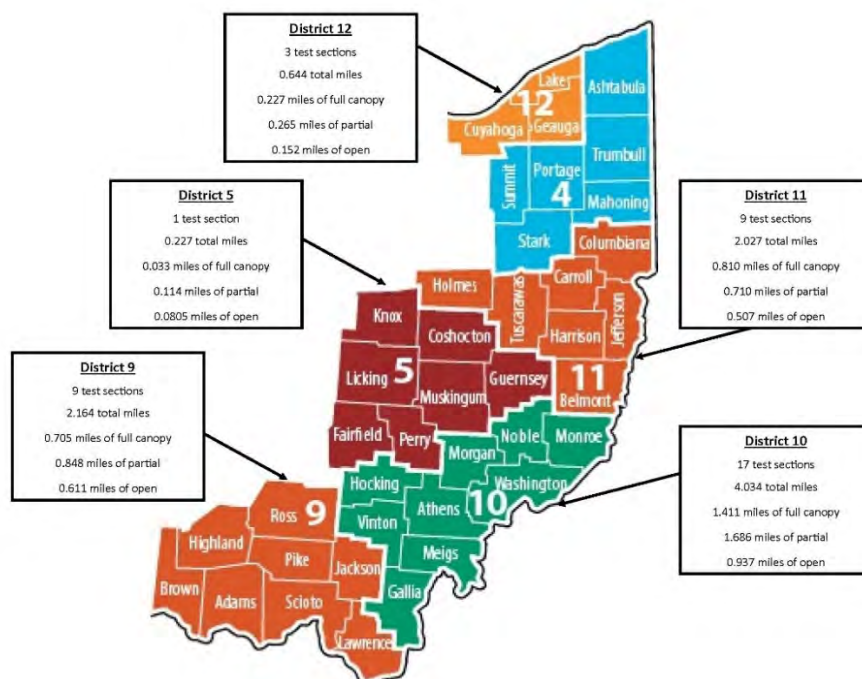 District 12
3 test sections
0.644 total miles
0.227 miles of full canopy
0.265 miles of partial
0.152 miles of open
Lake
12
Cuyahoga
Geauga
Ashtabula
Summit
Portage
4
Trumbull
Mahoning
Stark
District 5
1 test section
0.227 total miles
0.033 miles of full canopy
0.114 miles of partial
0.0805 miles of open
District 11
9 test sections
2.027 total miles
0.810 miles of full canopy
0.710 miles of partial
0.507 miles of open
Columbiana
Holmes
Tuscarawas
Carroll
Jefferson
Harrison
11
Belmont
Knox
Coshocton
Licking
5
Guernsey
Muskingum
Fairfield
Perry
District 9
9 test sections
2.164 total miles
0.705 miles of full canopy
0.848 miles of partial
0.611 miles of open
Noble
Monroe
Morgan
Washington
Hocking
Athens
10
Vinton
Meigs
Gallia
District 10
17 test sections
4.034 total miles
1.411 miles of full canopy
1.686 miles of partial
0.937 miles of open
Ross
9
Highland
Pike
Jackson
Brown
Adams
Scioto
Lawrence